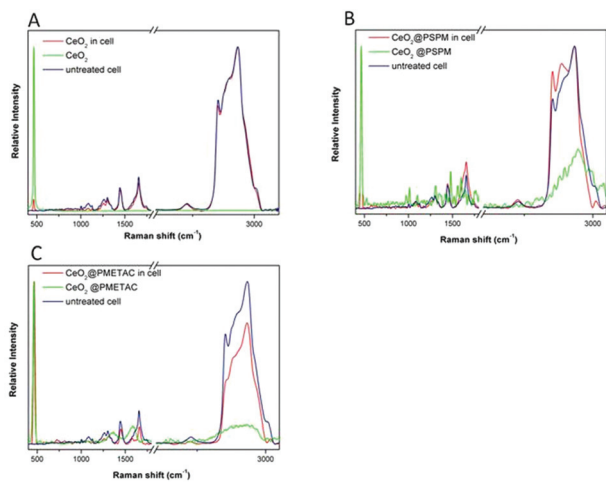 A
CeO₂ in cell
CeO₂
untreated cell
Relative Intensity
//
//
500 1000 1500 3000
Raman shift (cm⁻¹)
B
CeO₂@PSPM in cell
CeO₂ @PSPM
untreated cell
Relative Intensity
//
//
500 1000 1500 3000
Raman shift (cm⁻¹)
C
CeO₂@PMETAC in cell
CeO₂ @PMETAC
untreated cell
Relative Intensity
//
//
500 1000 1500 3000
Raman shift (cm⁻¹)